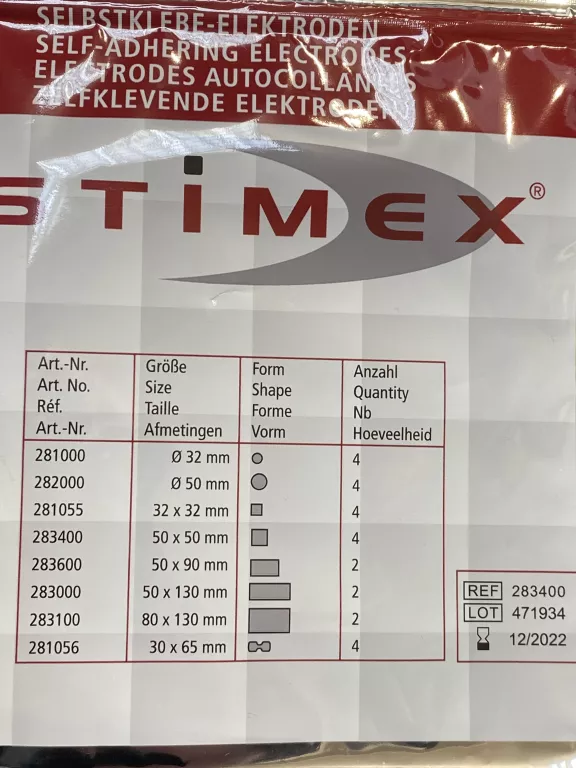 SELBSTKLEBE-ELEKTRODEN
SELF-ADHERING ELECTRODES
ELECTRODES AUTOCOLLANTES
ZELFKLEVENDE ELEKTRODEN
STIMEX®
Art.-Nr. Größe Form Anzahl
Art. No. Size Shape Quantity
Réf. Taille Forme Nb
Art.-Nr. Afmetingen Vorm Hoeveelheid
281000 Ø 32 mm 4
282000 Ø 50 mm 4
281055 32 x 32 mm 4
283400 50 x 50 mm 4
283600 50 x 90 mm 2
283000 50 x 130 mm 2
283100 80 x 130 mm 2
281056 30 x 65 mm 4
REF 283400
LOT 471934
12/2022